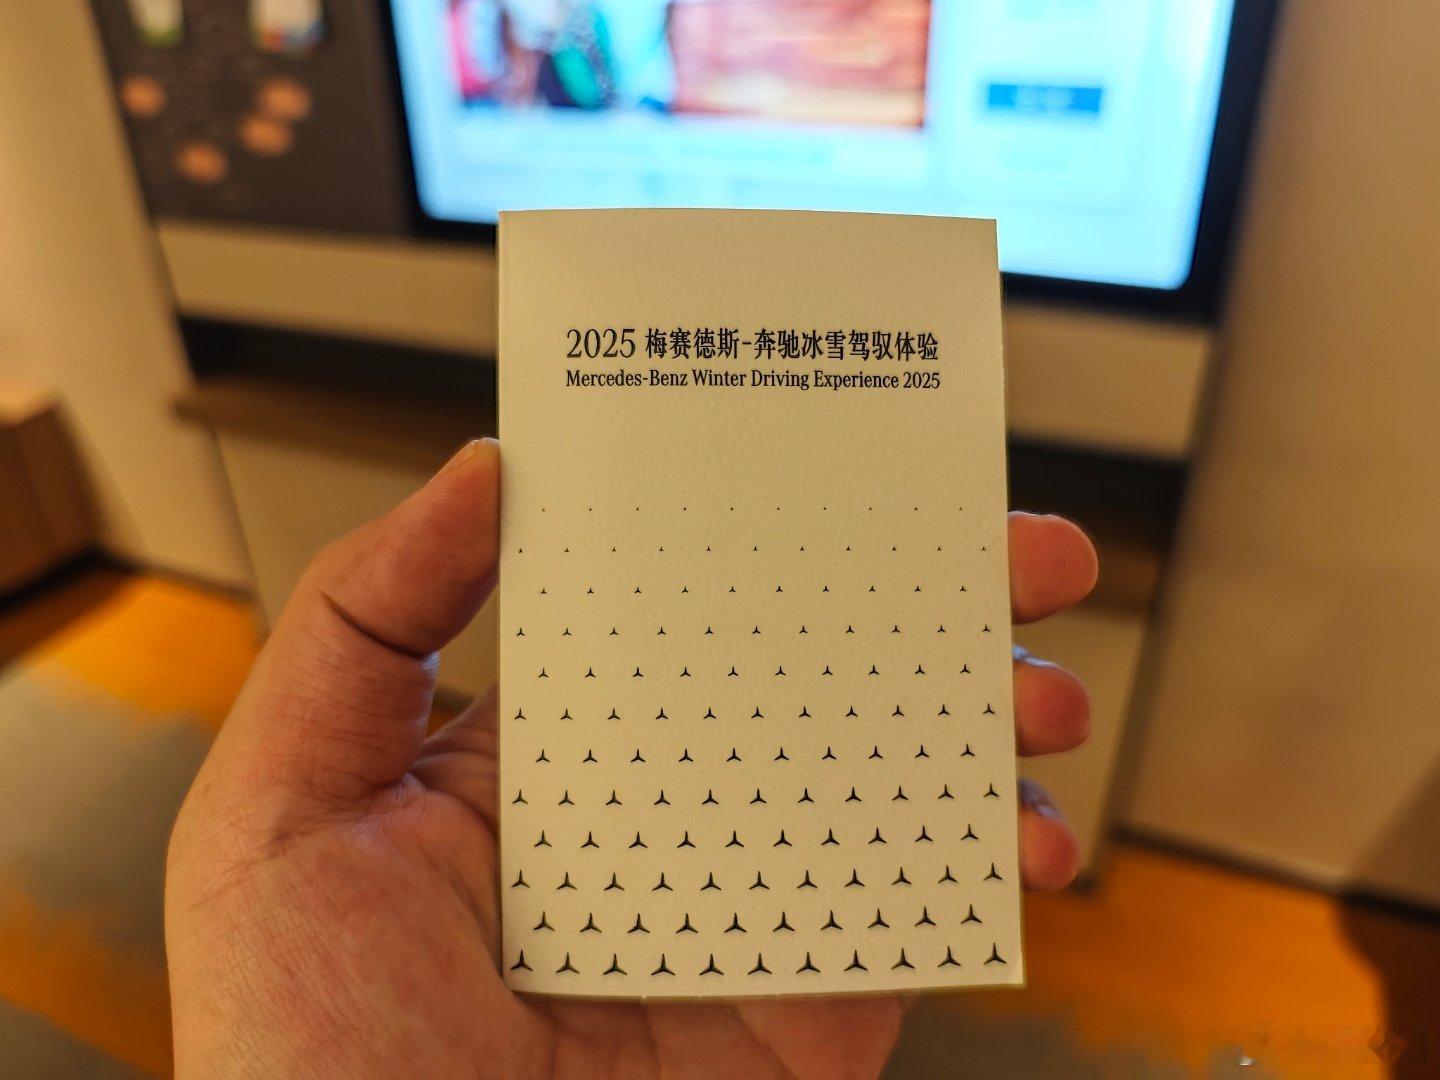 2025 梅赛德斯-奔驰冰雪驾驭体验
Mercedes-Benz Winter Driving Experience 2025